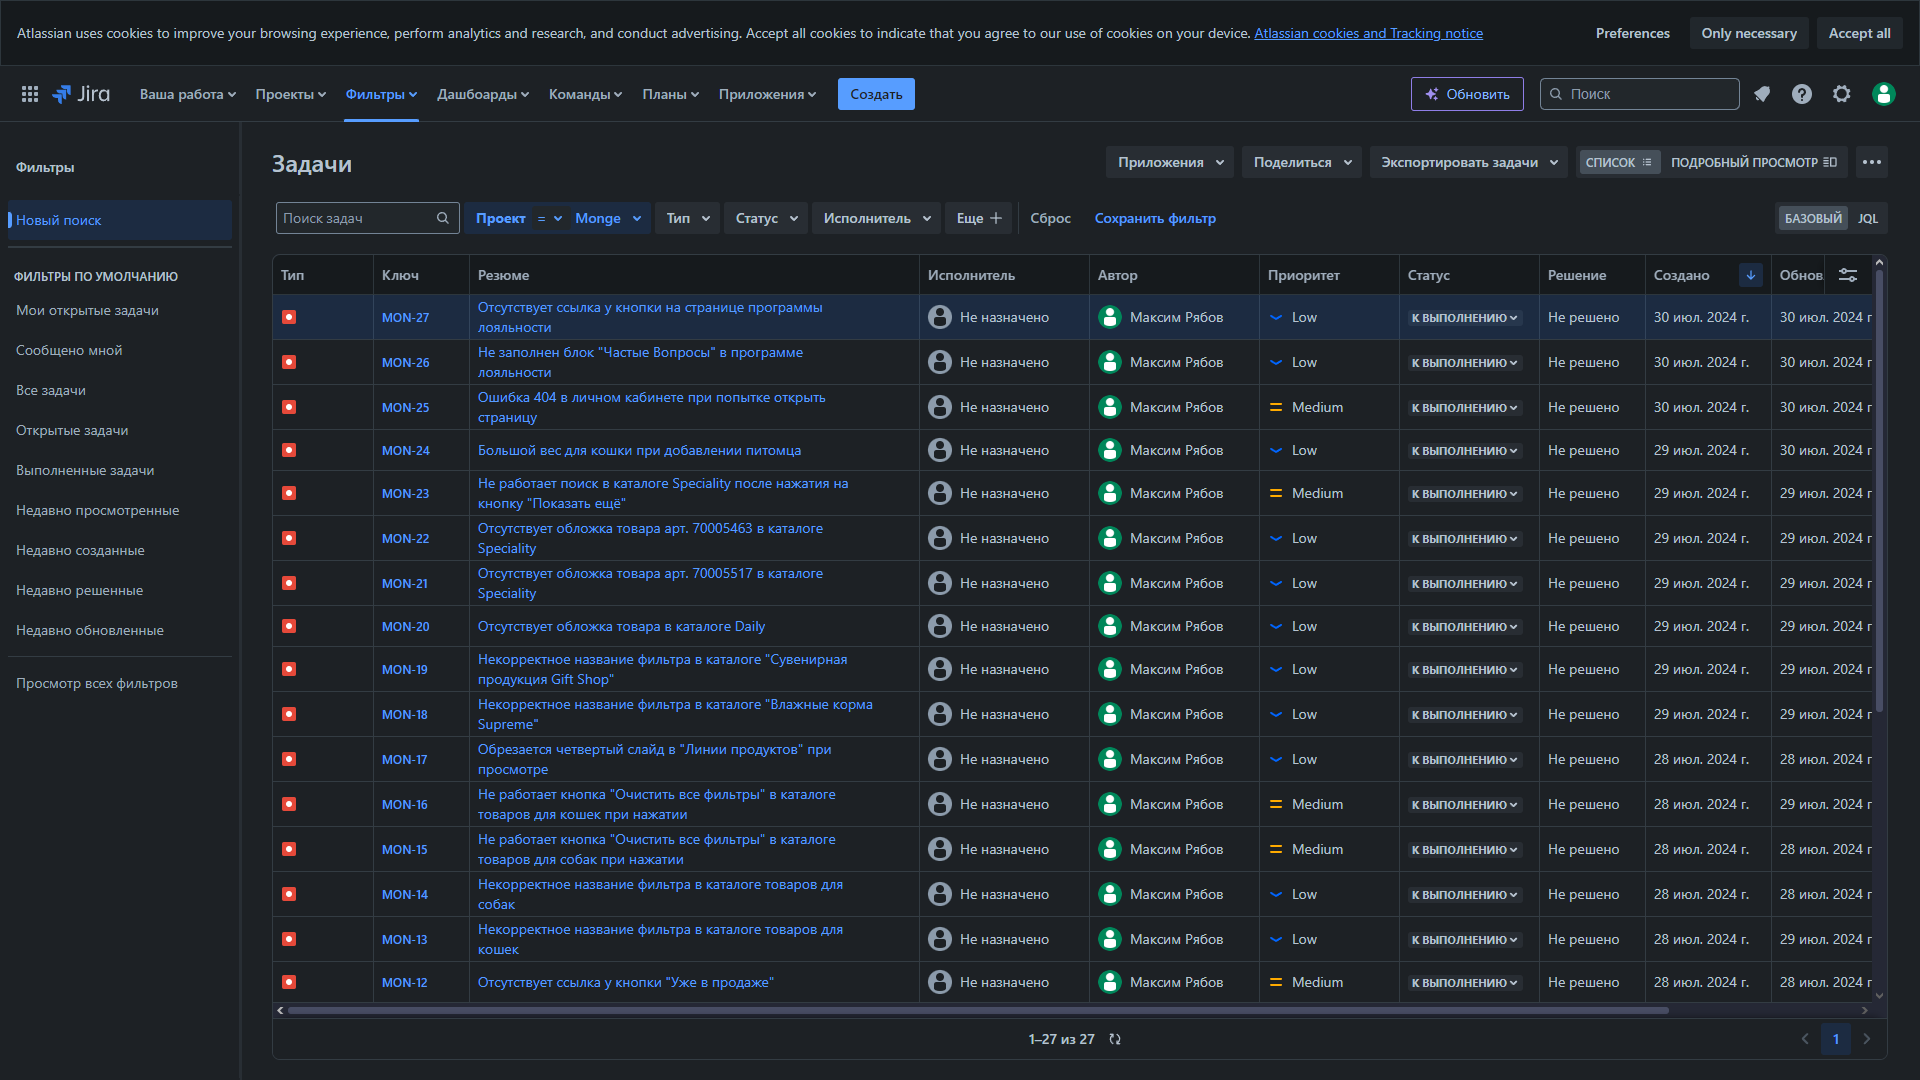 Atlassian uses cookies to improve your browsing experience, perform analytics and research, and conduct advertising. Accept all cookies to indicate that you agree to our use of cookies on your device. Atlassian cookies and Tracking notice
Preferences
Only necessary
Accept all
Jira
Ваша работа
Проекты
Фильтры
Дашборды
Команды
Планы
Приложения
Создать
Обновить
Поиск
Фильтры
Новый поиск
ФИЛЬТРЫ ПО УМОЛЧАНИЮ
Мои открытые задачи
Сообщено мной
Все задачи
Открытые задачи
Выполненные задачи
Недавно просмотренные
Недавно созданные
Недавно решенные
Недавно обновленные
Просмотр всех фильтров
Задачи
Приложения
Поделиться
Экспортировать задачи
СПИСОК
ПОДРОБНЫЙ ПРОСМОТР
Поиск задач
Проект = Monge
Тип
Статус
Исполнитель
Еще
Сброс
Сохранить фильтр
БАЗОВЫЙ
JQL
Тип Ключ Резюме Исполнитель Автор Приоритет Статус Решение Создано Обнов
MON-27 Отсутствует ссылка у кнопки на странице программы Не назначено Максим Рябов Low К ВЫПОЛНЕНИЮ Не решено 30 июл. 2024 г. 30 июл. 2024 г
лояльности
MON-26 Не заполнен блок "Частые Вопросы" в программе Не назначено Максим Рябов Low К ВЫПОЛНЕНИЮ Не решено 30 июл. 2024 г. 30 июл. 2024 г
лояльности
MON-25 Ошибка 404 в личном кабинете при попытке открыть Не назначено Максим Рябов Medium К ВЫПОЛНЕНИЮ Не решено 30 июл. 2024 г. 30 июл. 2024 г
страницу
MON-24 Большой вес для кошки при добавлении питомца Не назначено Максим Рябов Low К ВЫПОЛНЕНИЮ Не решено 29 июл. 2024 г. 30 июл. 2024 г
MON-23 Не работает поиск в каталоге Speciality после нажатия на Не назначено Максим Рябов Medium К ВЫПОЛНЕНИЮ Не решено 29 июл. 2024 г. 29 июл. 2024 г
кнопку "Показать ещё"
MON-22 Отсутствует обложка товара арт. 70005463 в каталоге Не назначено Максим Рябов Low К ВЫПОЛНЕНИЮ Не решено 29 июл. 2024 г. 29 июл. 2024 г
Speciality
MON-21 Отсутствует обложка товара арт. 70005517 в каталоге Не назначено Максим Рябов Low К ВЫПОЛНЕНИЮ Не решено 29 июл. 2024 г. 29 июл. 2024 г
Speciality
MON-20 Отсутствует обложка товара в каталоге Daily Не назначено Максим Рябов Low К ВЫПОЛНЕНИЮ Не решено 29 июл. 2024 г. 29 июл. 2024 г
MON-19 Некорректное название фильтра в каталоге "Сувенирная Не назначено Максим Рябов Low К ВЫПОЛНЕНИЮ Не решено 29 июл. 2024 г. 29 июл. 2024 г
продукция Gift Shop"
MON-18 Некорректное название фильтра в каталоге "Влажные корма Не назначено Максим Рябов Low К ВЫПОЛНЕНИЮ Не решено 29 июл. 2024 г. 29 июл. 2024 г
Supreme"
MON-17 Обрезается четвертый слайд в "Линии продуктов" при Не назначено Максим Рябов Low К ВЫПОЛНЕНИЮ Не решено 28 июл. 2024 г. 28 июл. 2024 г
просмотре
MON-16 Не работает кнопка "Очистить все фильтры" в каталоге Не назначено Максим Рябов Medium К ВЫПОЛНЕНИЮ Не решено 28 июл. 2024 г. 29 июл. 2024 г
товаров для кошек при нажатии
MON-15 Не работает кнопка "Очистить все фильтры" в каталоге Не назначено Максим Рябов Medium К ВЫПОЛНЕНИЮ Не решено 28 июл. 2024 г. 28 июл. 2024 г
товаров для собак при нажатии
MON-14 Некорректное название фильтра в каталоге товаров для Не назначено Максим Рябов Low К ВЫПОЛНЕНИЮ Не решено 28 июл. 2024 г. 28 июл. 2024 г
собак
MON-13 Некорректное название фильтра в каталоге товаров для Не назначено Максим Рябов Low К ВЫПОЛНЕНИЮ Не решено 28 июл. 2024 г. 29 июл. 2024 г
кошек
MON-12 Отсутствует ссылка у кнопки "Уже в продаже" Не назначено Максим Рябов Medium К ВЫПОЛНЕНИЮ Не решено 28 июл. 2024 г. 28 июл. 2024 г
1–27 из 27
1